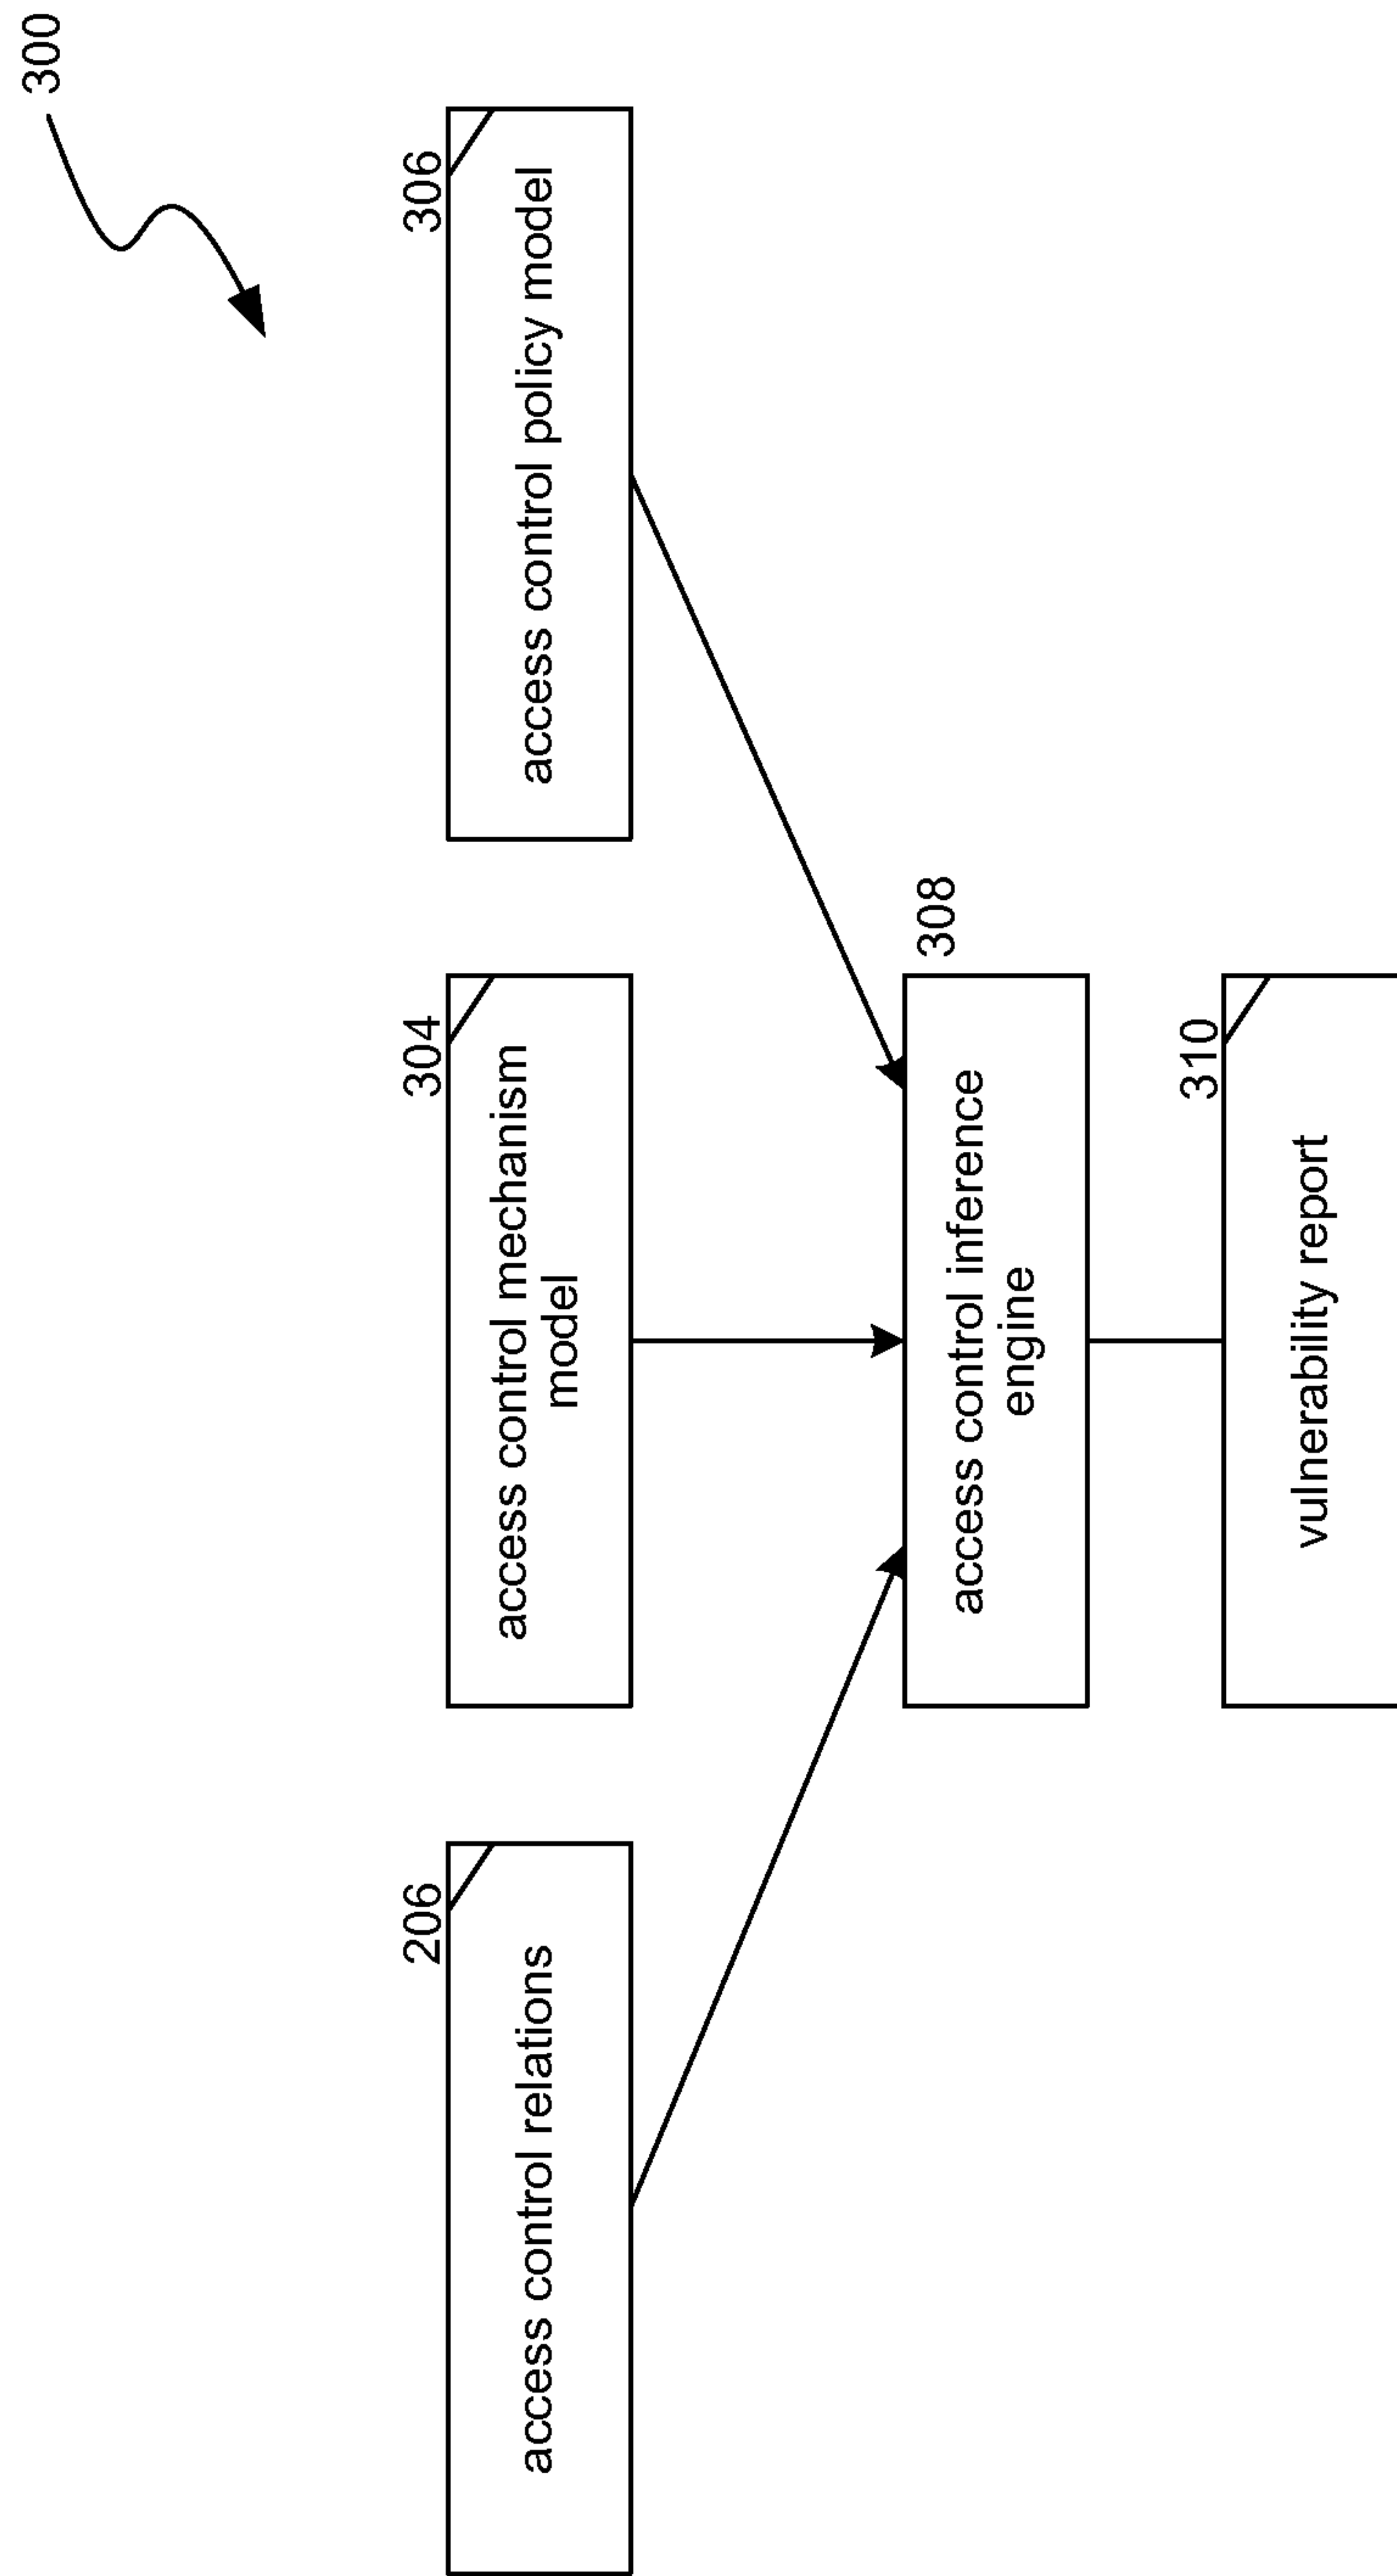 300
206
access control relations
304
access control mechanism
model
306
access control policy model
308
access control inference
engine
310
vulnerability report